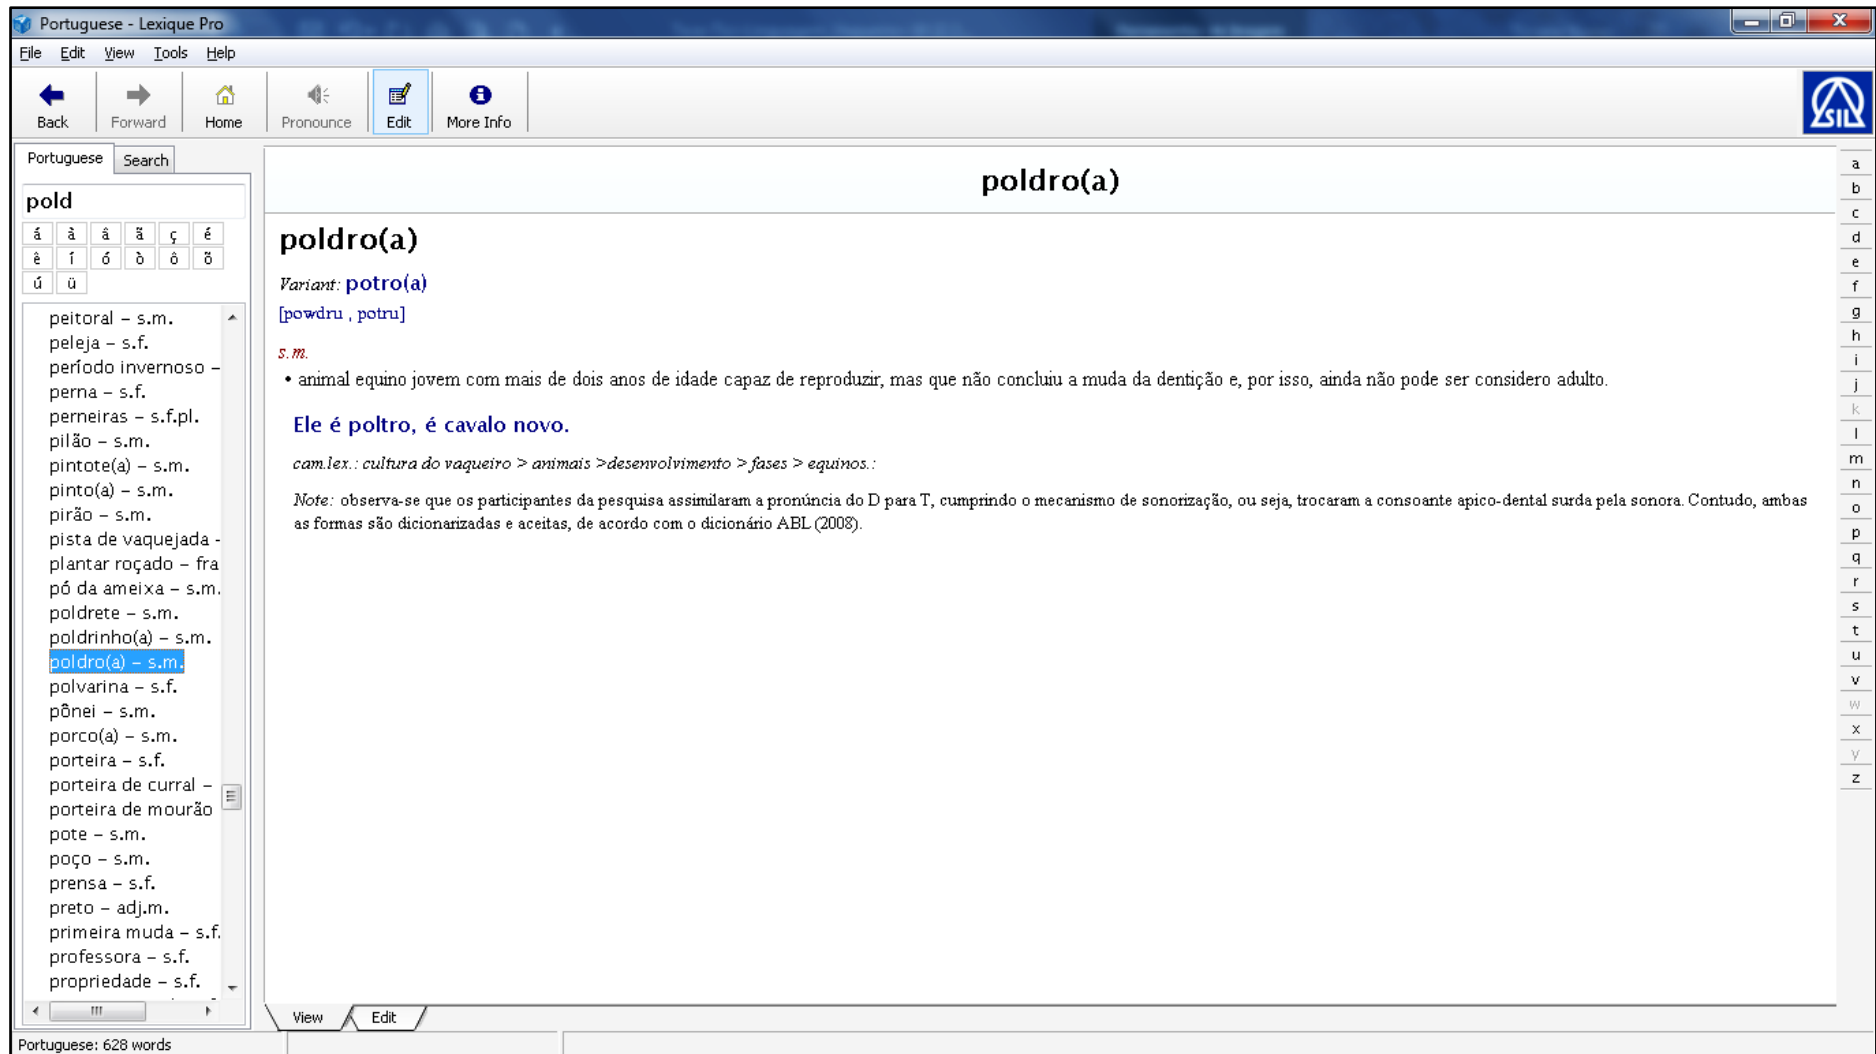 Portuguese - Lexique Pro
File Edit View Tools Help
Back Forward Home Pronounce Edit More Info
SIL
Portuguese Search
pold
á à â ã ç é
ê í ó ò ô õ
ú ü
peitoral – s.m.
peleja – s.f.
período invernoso –
perna – s.f.
perneiras – s.f.pl.
pilão – s.m.
pintote(a) – s.m.
pinto(a) – s.m.
pirão – s.m.
pista de vaquejada -
plantar roçado – fra
pó da ameixa – s.m.
poldrete – s.m.
poldrinho(a) – s.m.
poldro(a) – s.m.
polvarina – s.f.
pônei – s.m.
porco(a) – s.m.
porteira – s.f.
porteira de curral –
porteira de mourão
pote – s.m.
poço – s.m.
prensa – s.f.
preto – adj.m.
primeira muda – s.f.
professora – s.f.
propriedade – s.f.
poldro(a)
poldro(a)
Variant: potro(a)
[powdru , potru]
s.m.
• animal equino jovem com mais de dois anos de idade capaz de reproduzir, mas que não concluiu a muda da dentição e, por isso, ainda não pode ser considero adulto.
Ele é poltro, é cavalo novo.
cam.lex.: cultura do vaqueiro > animais >desenvolvimento > fases > equinos.:
Note: observa-se que os participantes da pesquisa assimilaram a pronúncia do D para T, cumprindo o mecanismo de sonorização, ou seja, trocaram a consoante apico-dental surda pela sonora. Contudo, ambas
as formas são dicionarizadas e aceitas, de acordo com o dicionário ABL (2008).
a
b
c
d
e
f
g
h
i
j
k
l
m
n
o
p
q
r
s
t
u
v
w
x
y
z
View Edit
Portuguese: 628 words